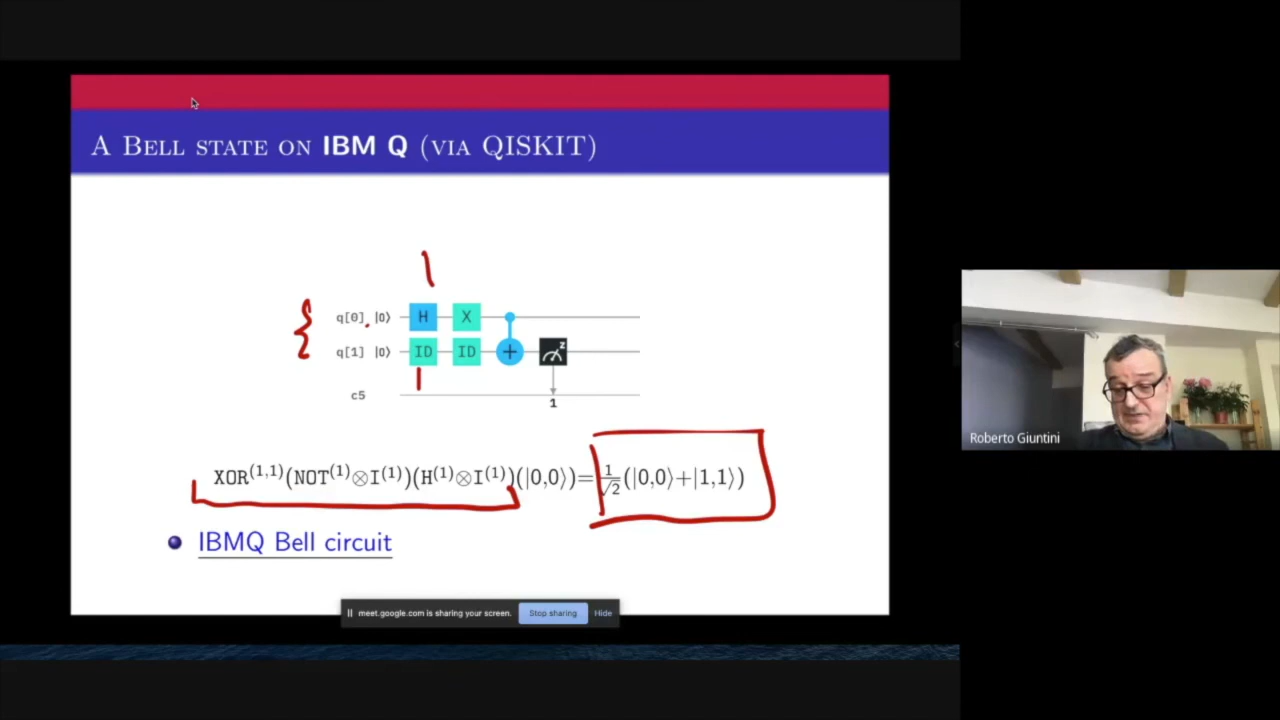 A BELL STATE ON IBM Q (VIA QISKIT)
q[0] |0⟩ H X
q[1] |0⟩ ID ID + z
c5
1
XOR⁽¹,¹⁾(NOT⁽¹⁾⊗I⁽¹⁾)(H⁽¹⁾⊗I⁽¹⁾)(|0,0⟩)=1/√2(|0,0⟩+|1,1⟩)
IBMQ Bell circuit
meet.google.com is sharing your screen. Stop sharing Hide
Roberto Giuntini